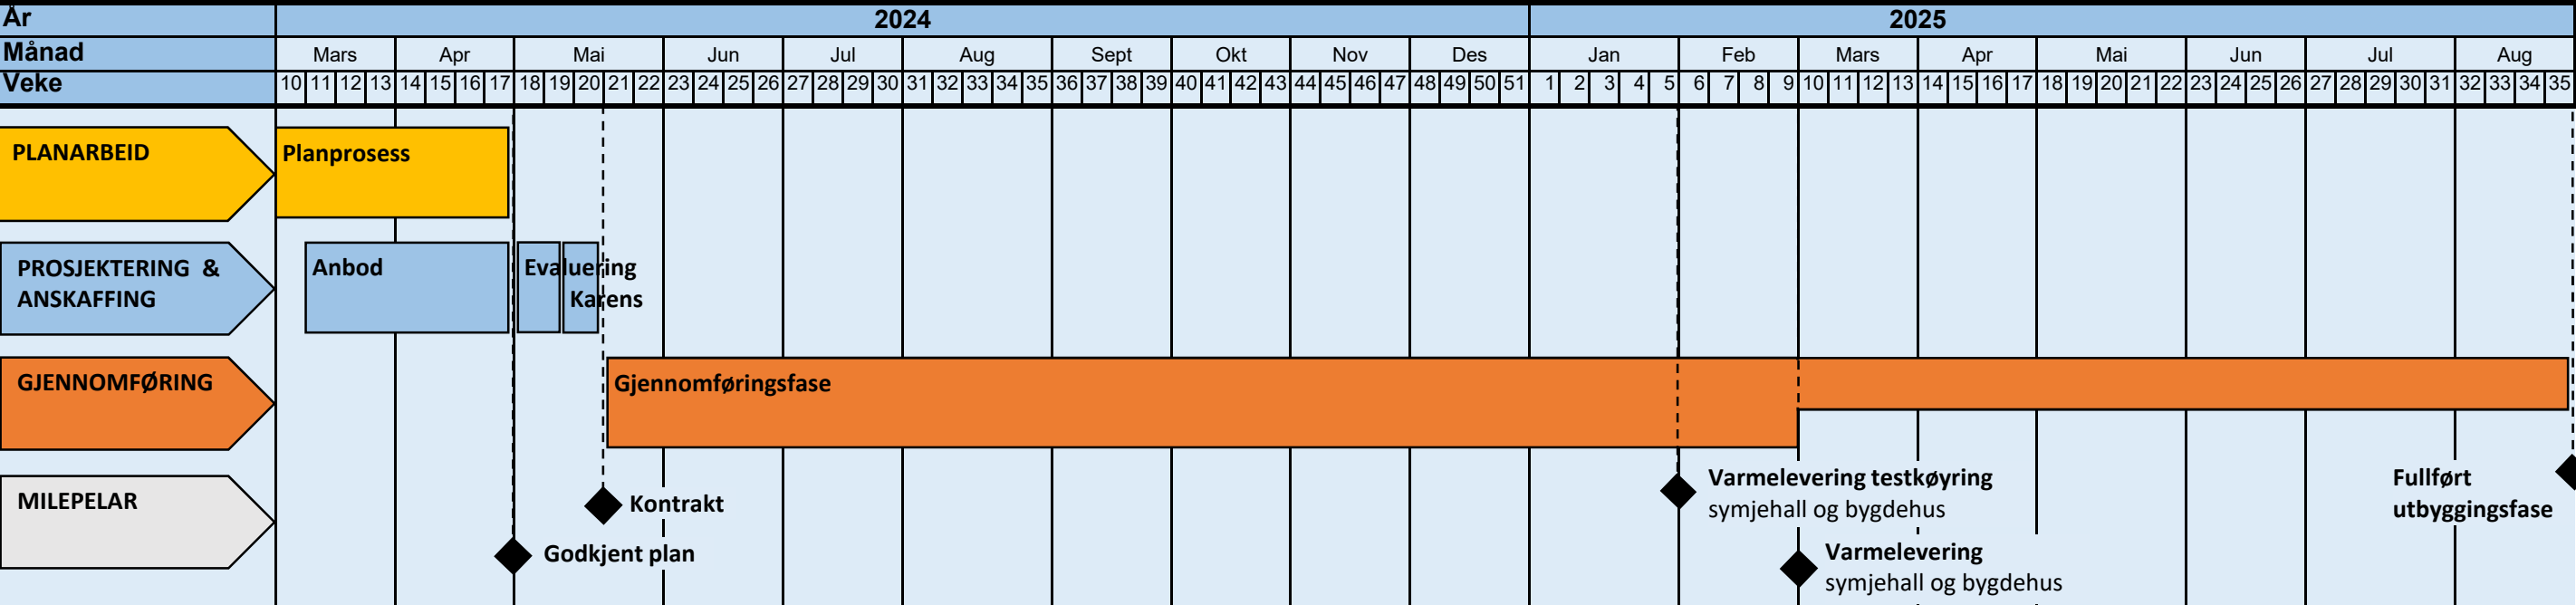 År 2024 2025
Månad Mars Apr Mai Jun Jul Aug Sept Okt Nov Des Jan Feb Mars Apr Mai Jun Jul Aug
Veke 10 11 12 13 14 15 16 17 18 19 20 21 22 23 24 25 26 27 28 29 30 31 32 33 34 35 36 37 38 39 40 41 42 43 44 45 46 47 48 49 50 51 1 2 3 4 5 6 7 8 9 10 11 12 13 14 15 16 17 18 19 20 21 22 23 24 25 26 27 28 29 30 31 32 33 34 35
PLANARBEID
Planprosess
PROSJEKTERING &
ANSKAFFING
Anbod
Evaluering
Karens
GJENNOMFØRING
Gjennomføringsfase
MILEPELAR
Kontrakt
Godkjent plan
Varmelevering testkøyring
symjehall og bygdehus
Varmelevering
symjehall og bygdehus
Fullført
utbyggingsfase